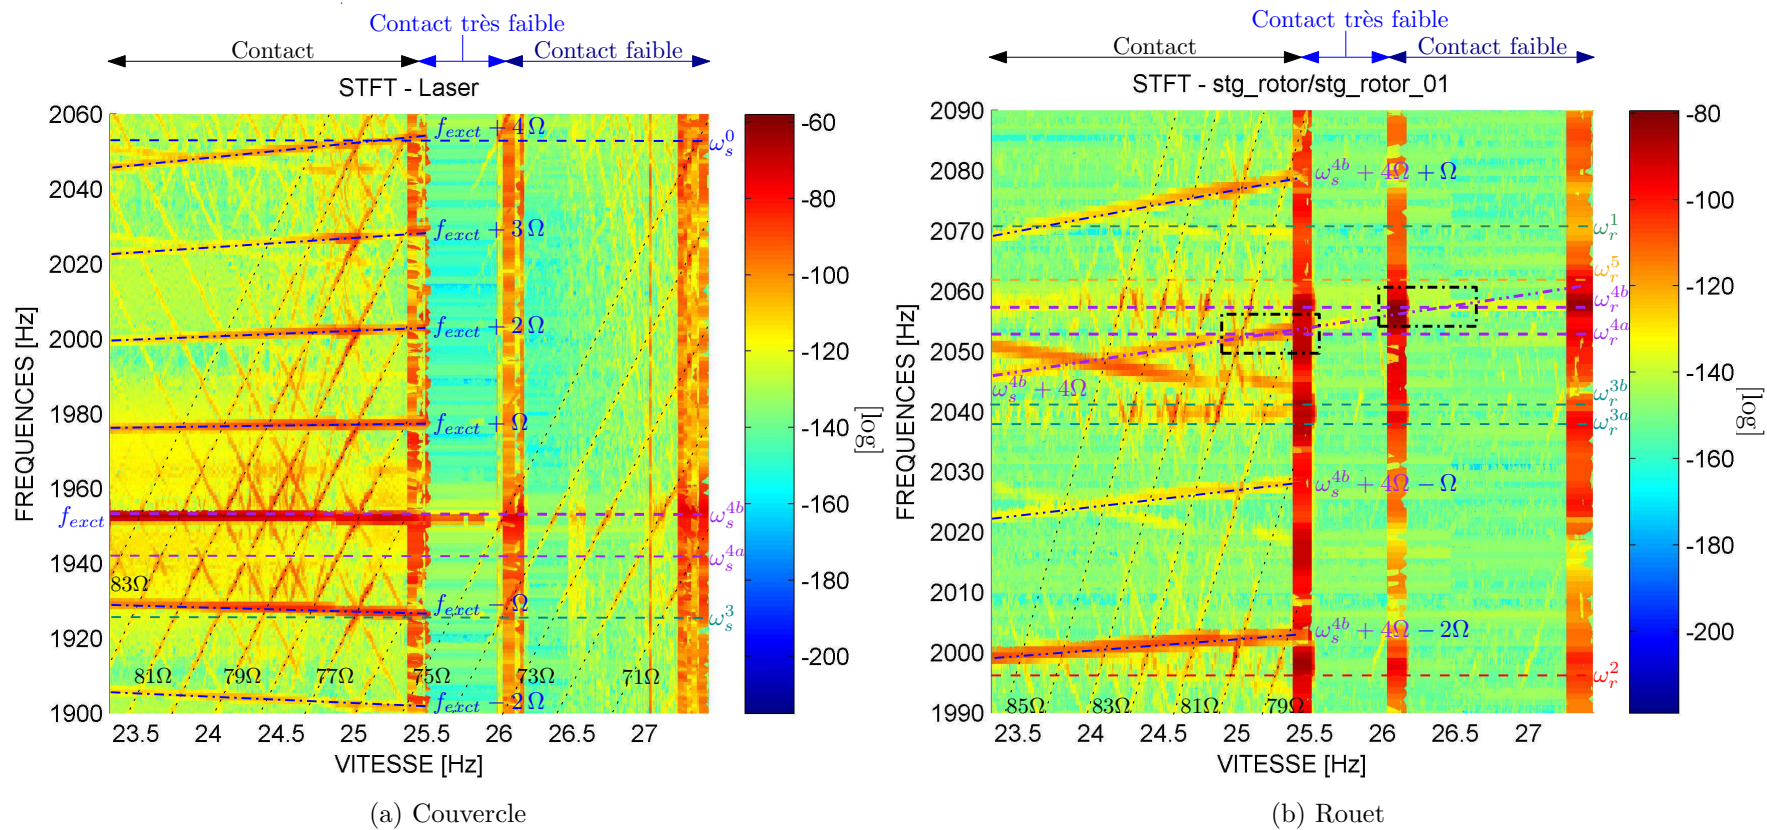 Contact très faible
Contact
Contact faible
STFT - Laser
2060
2040
2020
2000
1980
1960
1940
1920
1900
FREQUENCES [Hz]
f_exct
f_exct + 4Ω
f_exct + 3Ω
f_exct + 2Ω
f_exct + Ω
f_exct − Ω
f_exct − 2Ω
ω_s^0
ω_s^{4b}
ω_s^{4a}
ω_s^3
83Ω
81Ω
79Ω
77Ω
75Ω
73Ω
71Ω
23.5 24 24.5 25 25.5 26 26.5 27
VITESSE [Hz]
-60
-80
-100
-120
-140
-160
-180
-200
[log]
(a) Couvercle
Contact très faible
Contact
Contact faible
STFT - stg_rotor/stg_rotor_01
2090
2080
2070
2060
2050
2040
2030
2020
2010
2000
1990
FREQUENCES [Hz]
ω_s^{4b} + 4Ω + Ω
ω_s^{4b} + 4Ω
ω_s^{4b} + 4Ω − Ω
ω_s^{4b} + 4Ω − 2Ω
ω_r^1
ω_r^5
ω_r^{4b}
ω_r^{4a}
ω_r^{3b}
ω_r^{3a}
ω_r^2
85Ω
83Ω
81Ω
79Ω
23.5 24 24.5 25 25.5 26 26.5 27
VITESSE [Hz]
-80
-100
-120
-140
-160
-180
-200
[log]
(b) Rouet